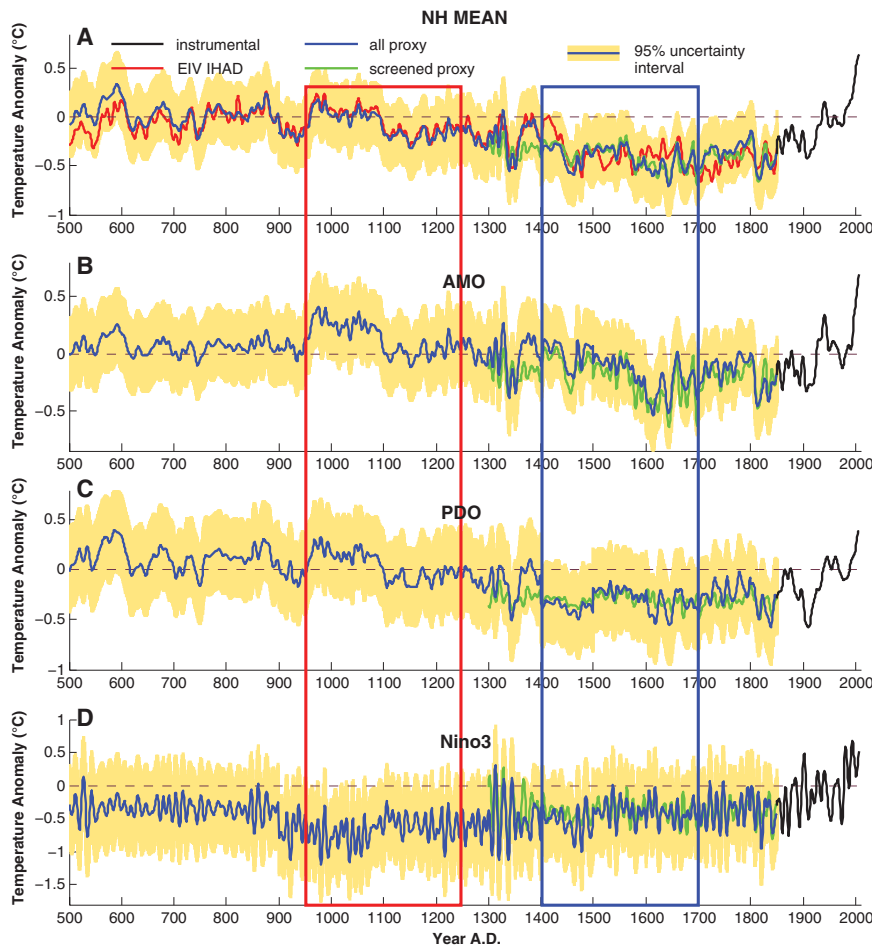 NH MEAN
A
instrumental
all proxy
95% uncertainty
interval
EIV IHAD
screened proxy
Temperature Anomaly (°C)
0.5
0
−0.5
−1
500 600 700 800 900 1000 1100 1200 1300 1400 1500 1600 1700 1800 1900 2000
B
AMO
Temperature Anomaly (°C)
0.5
0
−0.5
500 600 700 800 900 1000 1100 1200 1300 1400 1500 1600 1700 1800 1900 2000
C
PDO
Temperature Anomaly (°C)
0.5
0
−0.5
−1
500 600 700 800 900 1000 1100 1200 1300 1400 1500 1600 1700 1800 1900 2000
D
Nino3
Temperature Anomaly (°C)
1
0.5
0
−0.5
−1
−1.5
500 600 700 800 900 1000 1100 1200 1300 1400 1500 1600 1700 1800 1900 2000
Year A.D.